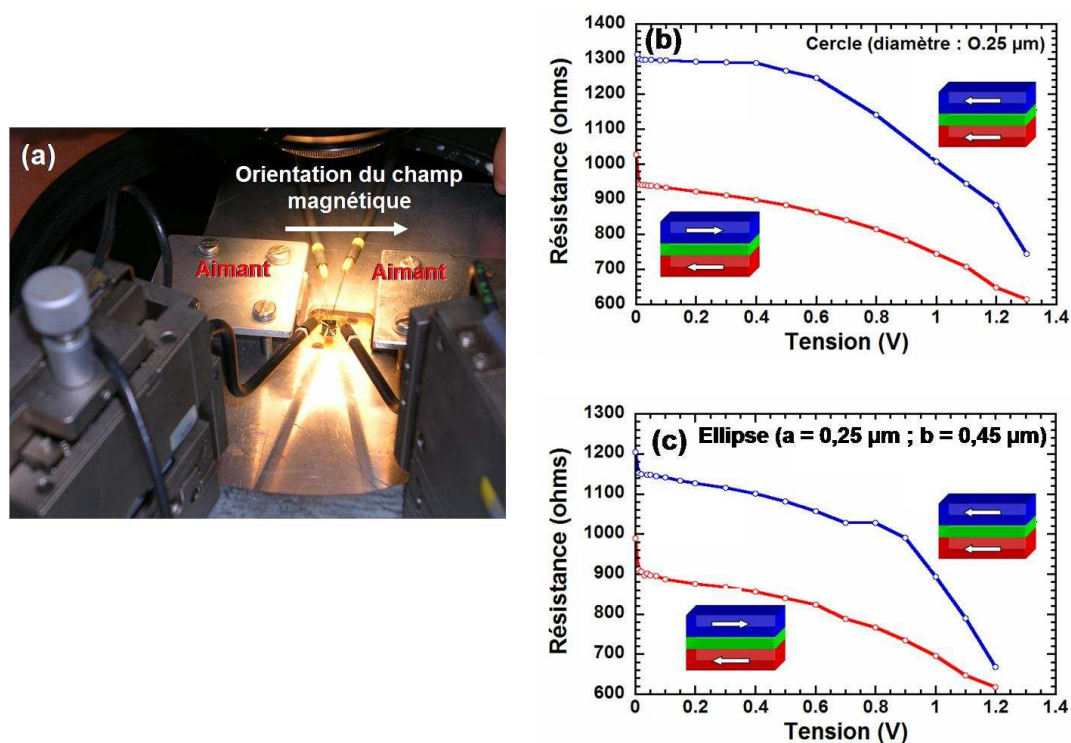 (a)
Orientation du champ
magnétique
Aimant
Aimant
(b)
Cercle (diamètre : O.25 µm)
Résistance (ohms)
1400
1300
1200
1100
1000
900
800
700
600
0
0.2
0.4
0.6
0.8
1
1.2
1.4
Tension (V)
(c)
Ellipse (a = 0,25 µm ; b = 0,45 µm)
Résistance (ohms)
1300
1200
1100
1000
900
800
700
600
0
0.2
0.4
0.6
0.8
1
1.2
1.4
Tension (V)